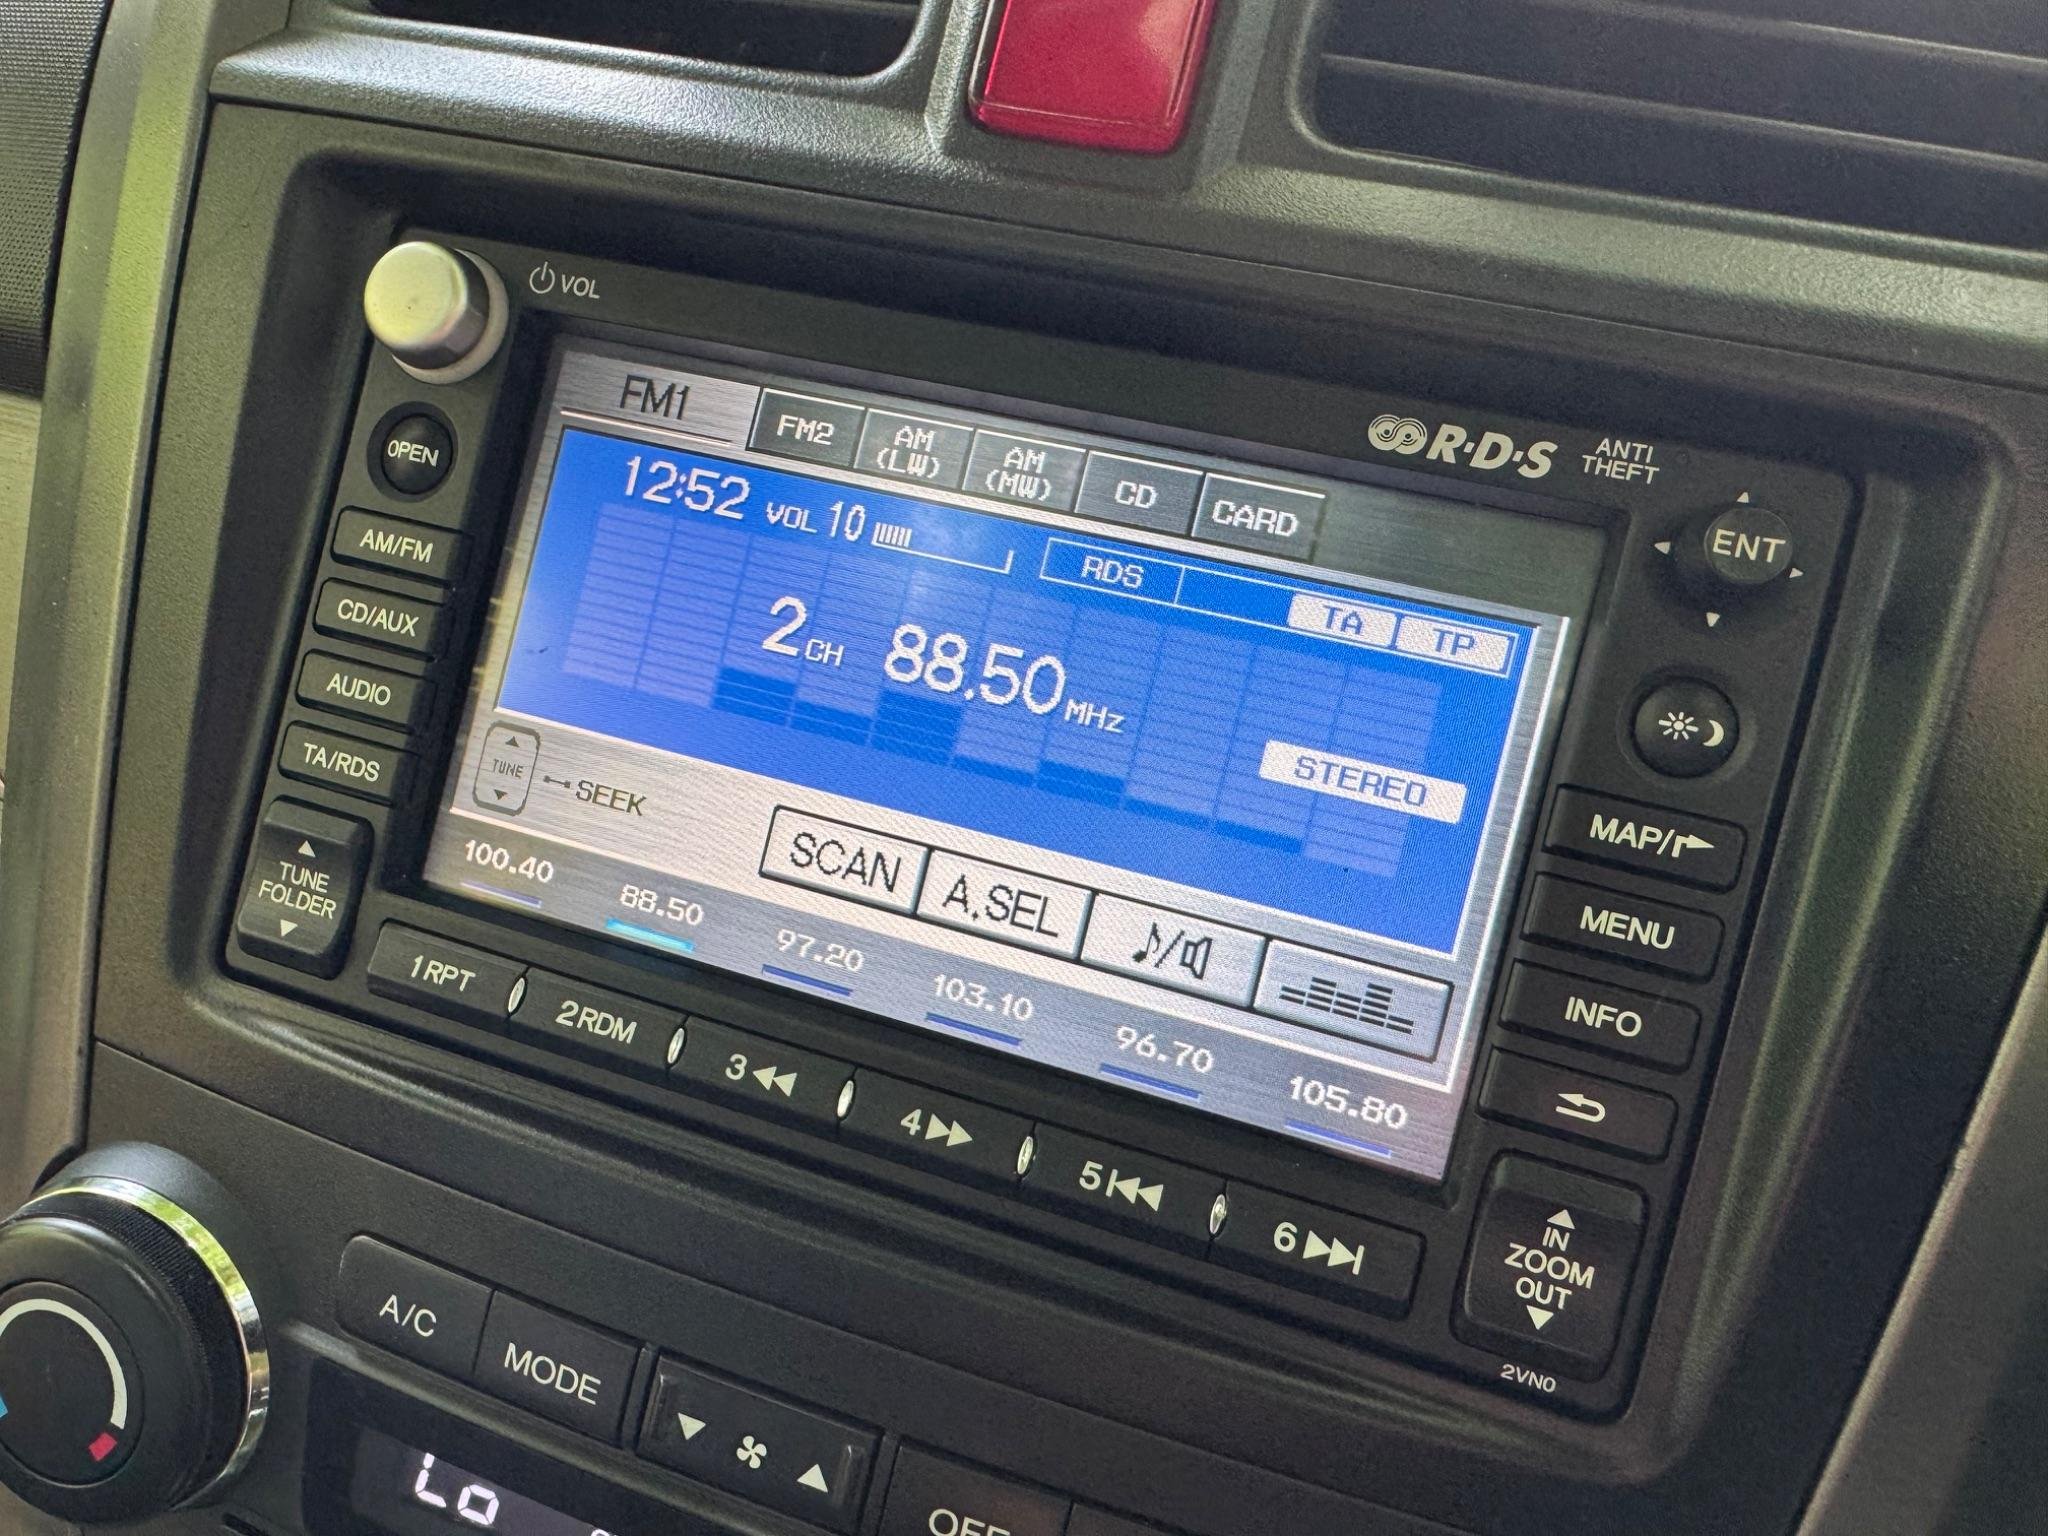 VOL
OPEN
AM/FM
CD/AUX
AUDIO
TA/RDS
TUNE
FOLDER
FM1
FM2
AM
(LW)
AM
(MW)
CD
CARD
12:52 VOL 10
RDS
TA
TP
2CH 88.50MHz
STEREO
TUNE
SEEK
SCAN
A.SEL
100.40
88.50
97.20
103.10
96.70
105.80
1RPT
2RDM
3
4
5
6
R·D·S
ANTI
THEFT
ENT
MAP/
MENU
INFO
IN
ZOOM
OUT
2VN0
A/C
MODE
OFF
Lo